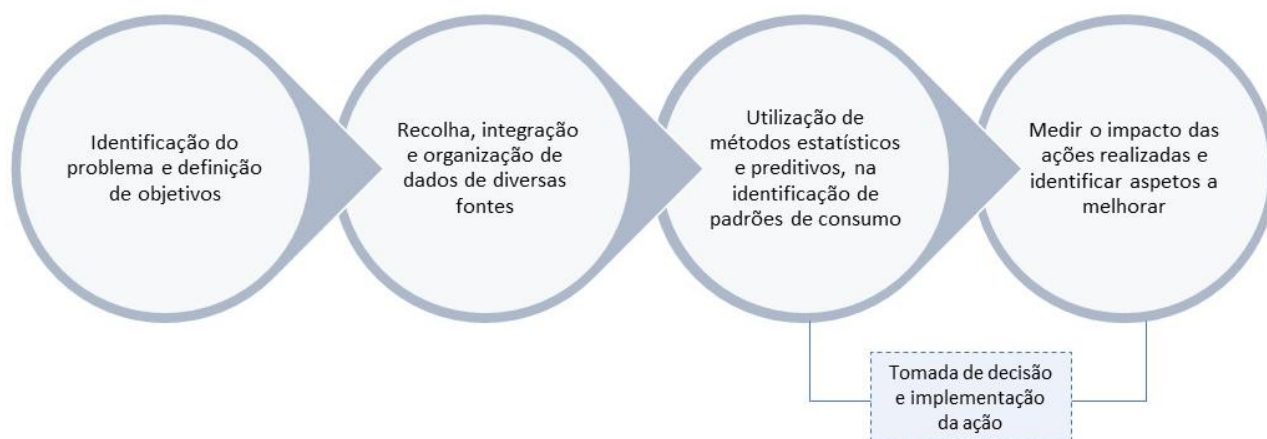 Identificação do
problema e definição
de objetivos
Recolha, integração
e organização de
dados de diversas
fontes
Utilização de
métodos estatísticos
e preditivos, na
identificação de
padrões de consumo
Medir o impacto das
ações realizadas e
identificar aspetos a
melhorar
Tomada de decisão
e implementação
da ação